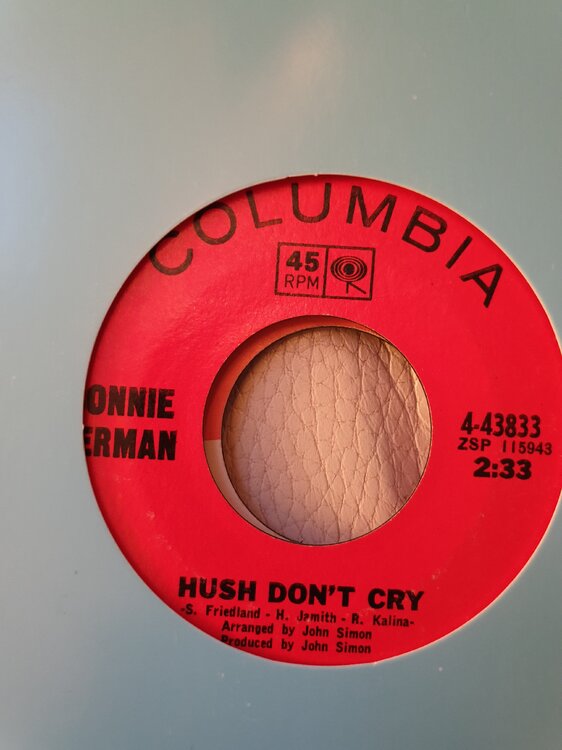 COLUMBIA
45
RPM
ONNIE
ERMAN
4-43833
ZSP 115943
2:33
HUSH DON'T CRY
-S. Friedland - H. Jamith - R. Kalina-
Arranged by John Simon
Produced by John Simon